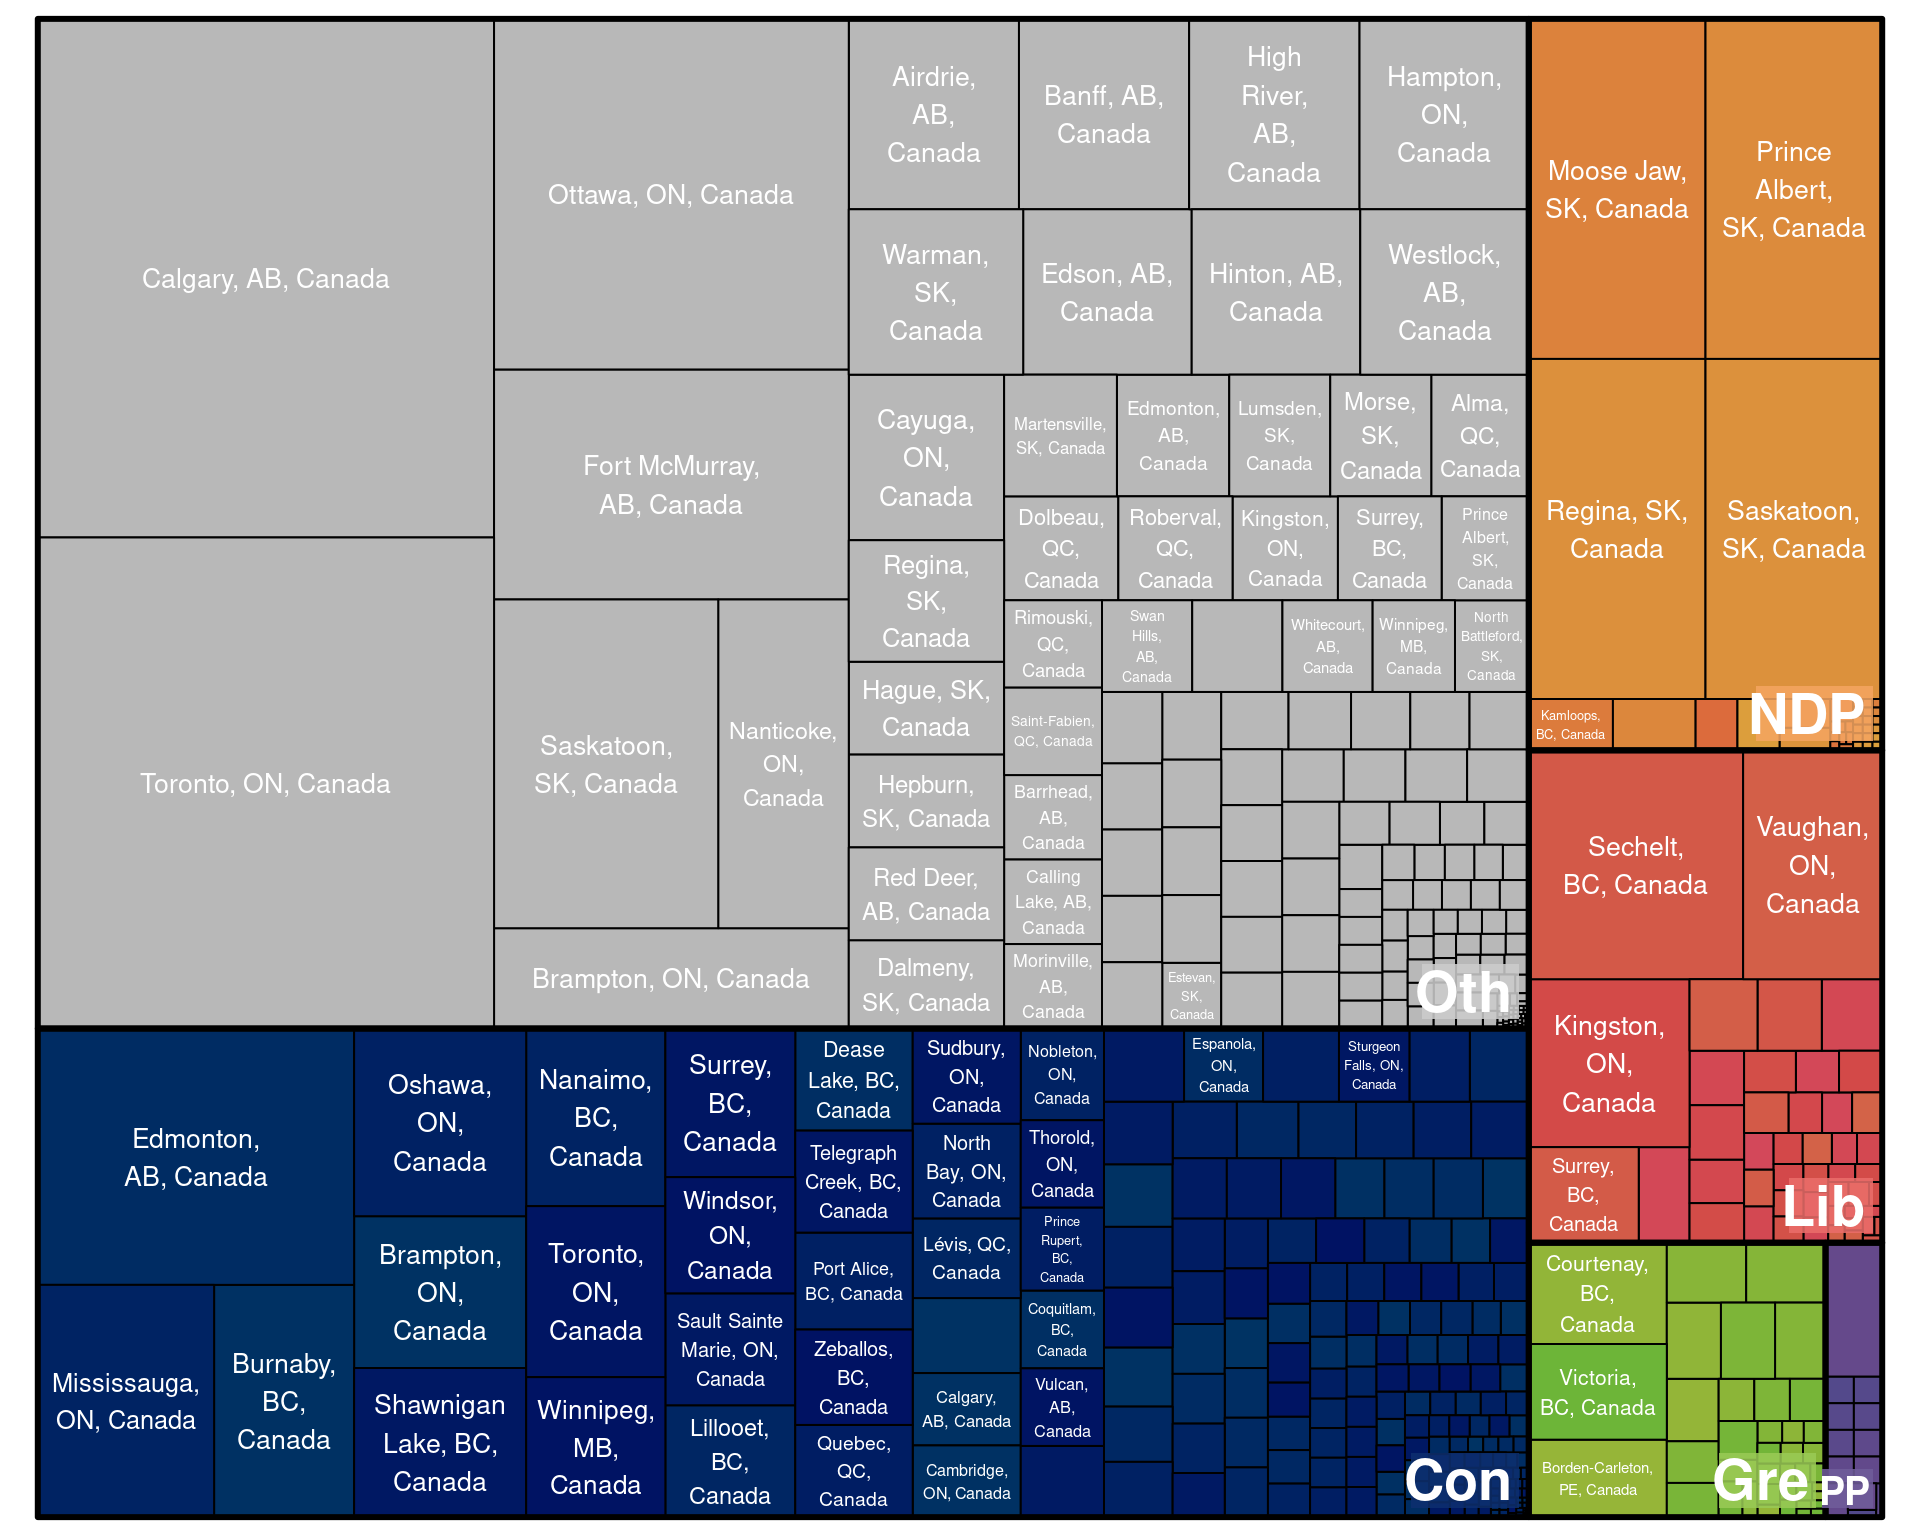 Calgary, AB, Canada
Toronto, ON, Canada
Ottawa, ON, Canada
Fort McMurray,
AB, Canada
Saskatoon,
SK, Canada
Nanticoke,
ON,
Canada
Brampton, ON, Canada
Airdrie,
AB,
Canada
Banff, AB,
Canada
High
River,
AB,
Canada
Hampton,
ON,
Canada
Warman,
SK,
Canada
Edson, AB,
Canada
Hinton, AB,
Canada
Westlock,
AB,
Canada
Cayuga,
ON,
Canada
Regina,
SK,
Canada
Hague, SK,
Canada
Hepburn,
SK, Canada
Red Deer,
AB, Canada
Dalmeny,
SK, Canada
Martensville,
SK, Canada
Edmonton,
AB,
Canada
Lumsden,
SK,
Canada
Morse,
SK,
Canada
Alma,
QC,
Canada
Dolbeau,
QC,
Canada
Roberval,
QC,
Canada
Kingston,
ON,
Canada
Surrey,
BC,
Canada
Prince
Albert,
SK,
Canada
Rimouski,
QC,
Canada
Swan
Hills,
AB,
Canada
Whitecourt,
AB,
Canada
Winnipeg,
MB,
Canada
North
Battleford,
SK,
Canada
Saint-Fabien,
QC, Canada
Barrhead,
AB,
Canada
Calling
Lake, AB,
Canada
Morinville,
AB,
Canada
Estevan,
SK,
Canada
Oth
Edmonton,
AB, Canada
Mississauga,
ON, Canada
Burnaby,
BC,
Canada
Oshawa,
ON,
Canada
Brampton,
ON,
Canada
Shawnigan
Lake, BC,
Canada
Nanaimo,
BC,
Canada
Toronto,
ON,
Canada
Winnipeg,
MB,
Canada
Surrey,
BC,
Canada
Windsor,
ON,
Canada
Sault Sainte
Marie, ON,
Canada
Lillooet,
BC,
Canada
Dease
Lake, BC,
Canada
Telegraph
Creek, BC,
Canada
Port Alice,
BC, Canada
Zeballos,
BC,
Canada
Quebec,
QC,
Canada
Sudbury,
ON,
Canada
North
Bay, ON,
Canada
Lévis, QC,
Canada
Calgary,
AB, Canada
Cambridge,
ON, Canada
Nobleton,
ON,
Canada
Thorold,
ON,
Canada
Prince
Rupert,
BC,
Canada
Coquitlam,
BC,
Canada
Vulcan,
AB,
Canada
Espanola,
ON,
Canada
Sturgeon
Falls, ON,
Canada
Con
Moose Jaw,
SK, Canada
Prince
Albert,
SK, Canada
Regina, SK,
Canada
Saskatoon,
SK, Canada
Kamloops,
BC, Canada
NDP
Sechelt,
BC, Canada
Vaughan,
ON,
Canada
Kingston,
ON,
Canada
Surrey,
BC,
Canada
Lib
Courtenay,
BC,
Canada
Victoria,
BC, Canada
Borden-Carleton,
PE, Canada
Gre
PP